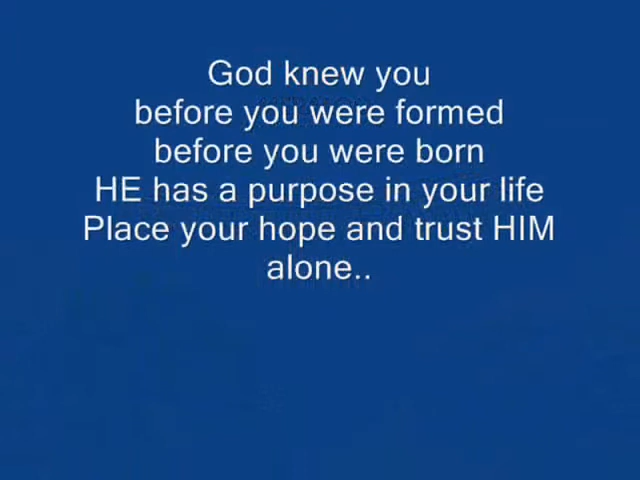 God knew you
before you were formed
before you were born
HE has a purpose in your life
Place your hope and trust HIM
alone..